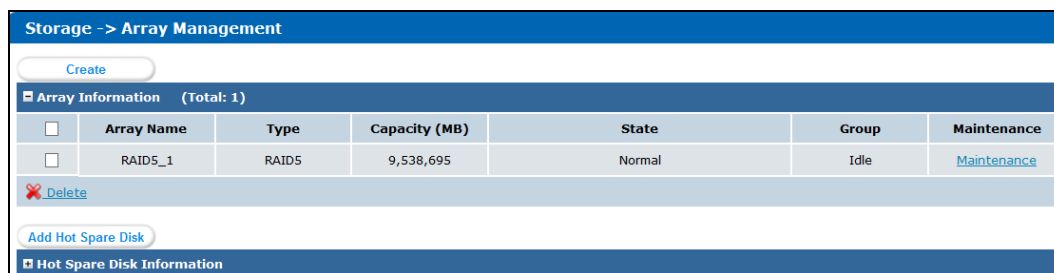 Storage -> Array Management
Create
Array Information (Total: 1)
Array Name Type Capacity (MB) State Group Maintenance
RAID5_1 RAID5 9,538,695 Normal Idle Maintenance
Delete
Add Hot Spare Disk
Hot Spare Disk Information